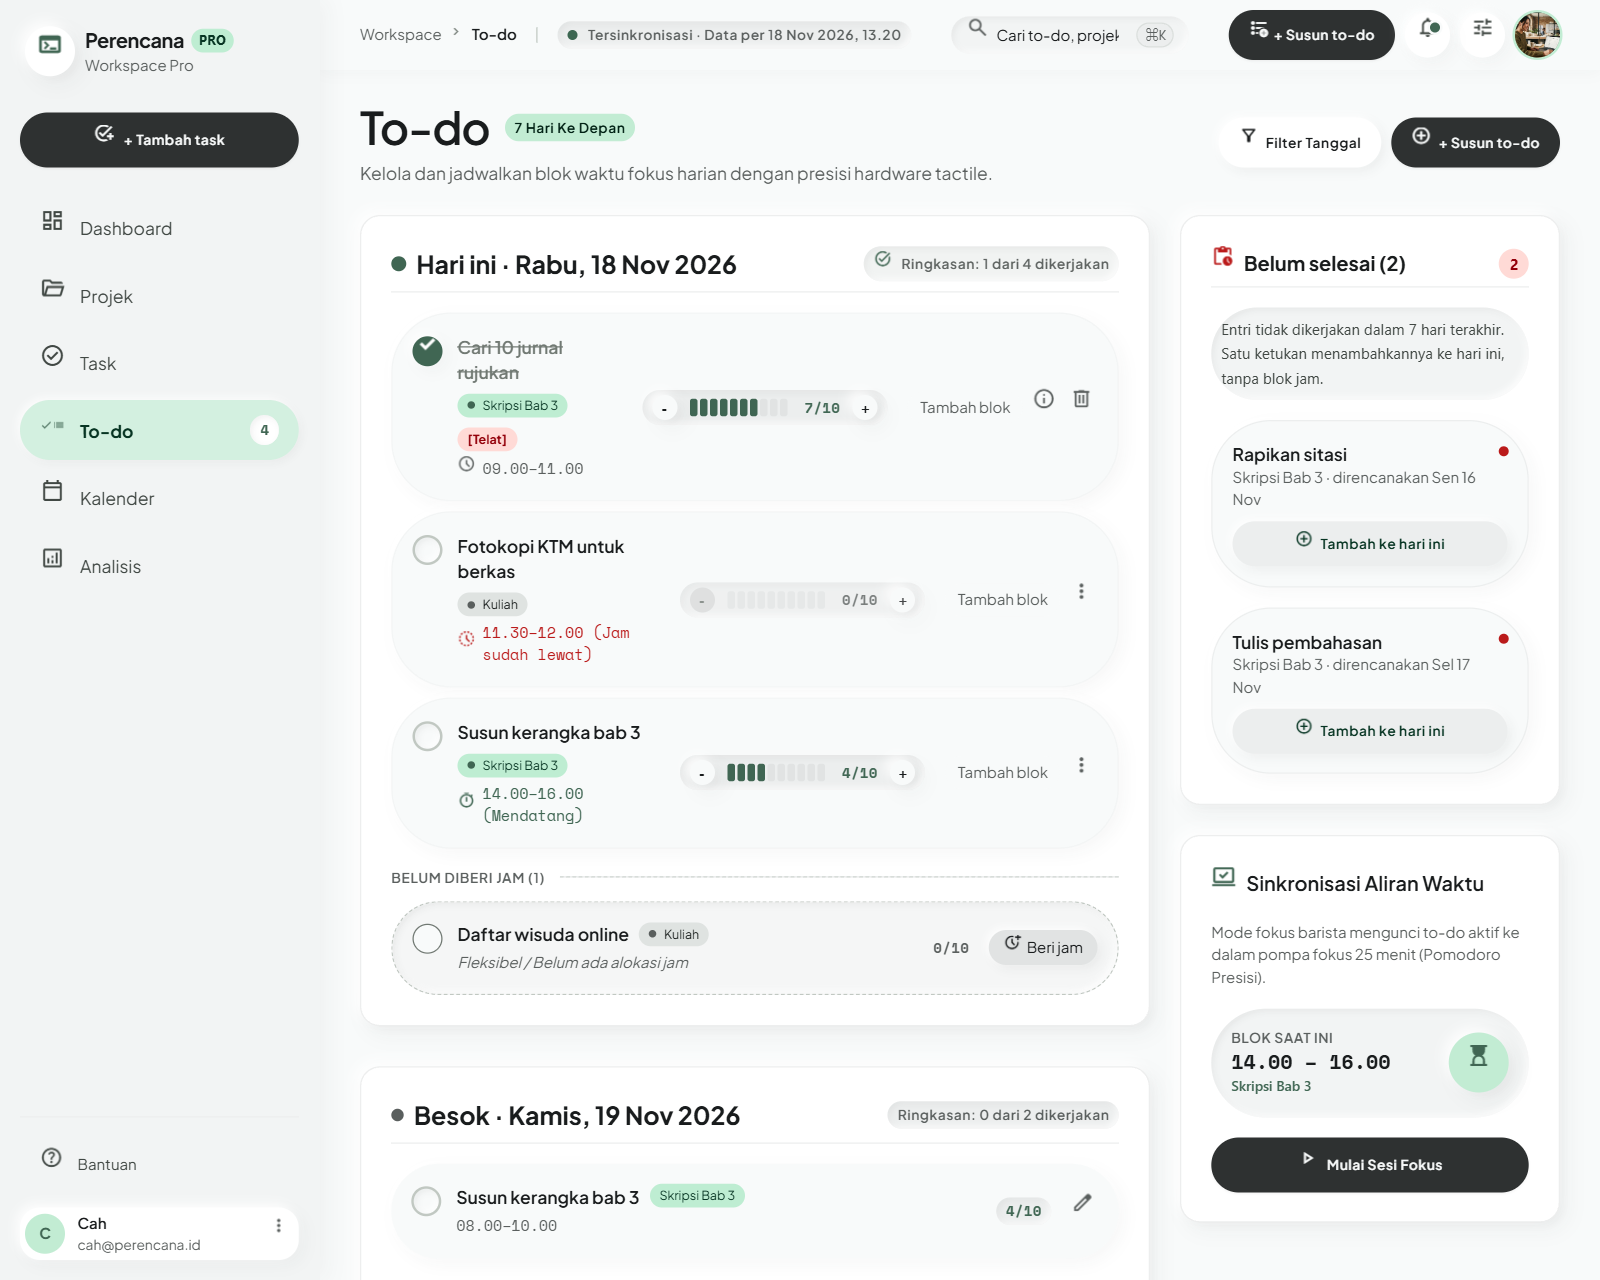 Perencana PRO
Workspace Pro
+ Tambah task
Dashboard
Projek
Task
To-do 4
Kalender
Analisis
Bantuan
C
Cah
cah@perencana.id
Workspace > To-do
Tersinkronisasi · Data per 18 Nov 2026, 13.20
Cari to-do, projek ⌘K
+ Susun to-do
To-do 7 Hari Ke Depan
Kelola dan jadwalkan blok waktu fokus harian dengan presisi hardware tactile.
Filter Tanggal
+ Susun to-do
Hari ini · Rabu, 18 Nov 2026
Ringkasan: 1 dari 4 dikerjakan
Cari 10 jurnal
rujukan
Skripsi Bab 3
[Telat]
09.00–11.00
- 7/10 +
Tambah blok
Fotokopi KTM untuk
berkas
Kuliah
11.30–12.00 (Jam
sudah lewat)
- 0/10 +
Tambah blok
Susun kerangka bab 3
Skripsi Bab 3
14.00–16.00
(Mendatang)
- 4/10 +
Tambah blok
BELUM DIBERI JAM (1)
Daftar wisuda online Kuliah
Fleksibel / Belum ada alokasi jam
0/10
Beri jam
Besok · Kamis, 19 Nov 2026
Ringkasan: 0 dari 2 dikerjakan
Susun kerangka bab 3 Skripsi Bab 3
08.00–10.00
4/10
Belum selesai (2)
2
Entri tidak dikerjakan dalam 7 hari terakhir.
Satu ketukan menambahkannya ke hari ini,
tanpa blok jam.
Rapikan sitasi
Skripsi Bab 3 · direncanakan Sen 16
Nov
Tambah ke hari ini
Tulis pembahasan
Skripsi Bab 3 · direncanakan Sel 17
Nov
Tambah ke hari ini
Sinkronisasi Aliran Waktu
Mode fokus barista mengunci to-do aktif ke
dalam pompa fokus 25 menit (Pomodoro
Presisi).
BLOK SAAT INI
14.00 – 16.00
Skripsi Bab 3
Mulai Sesi Fokus